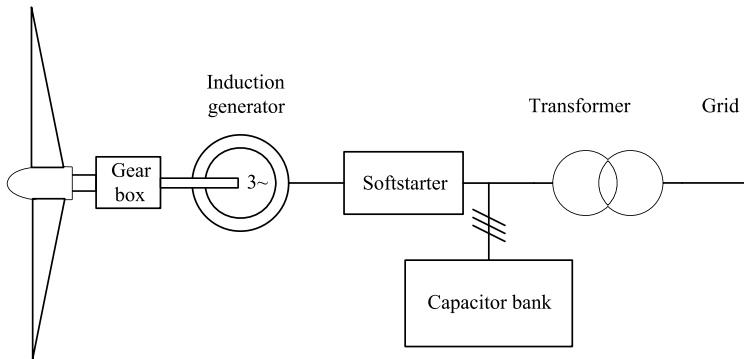 Induction
generator
Transformer
Grid
Gear
box
3~
Softstarter
Capacitor bank